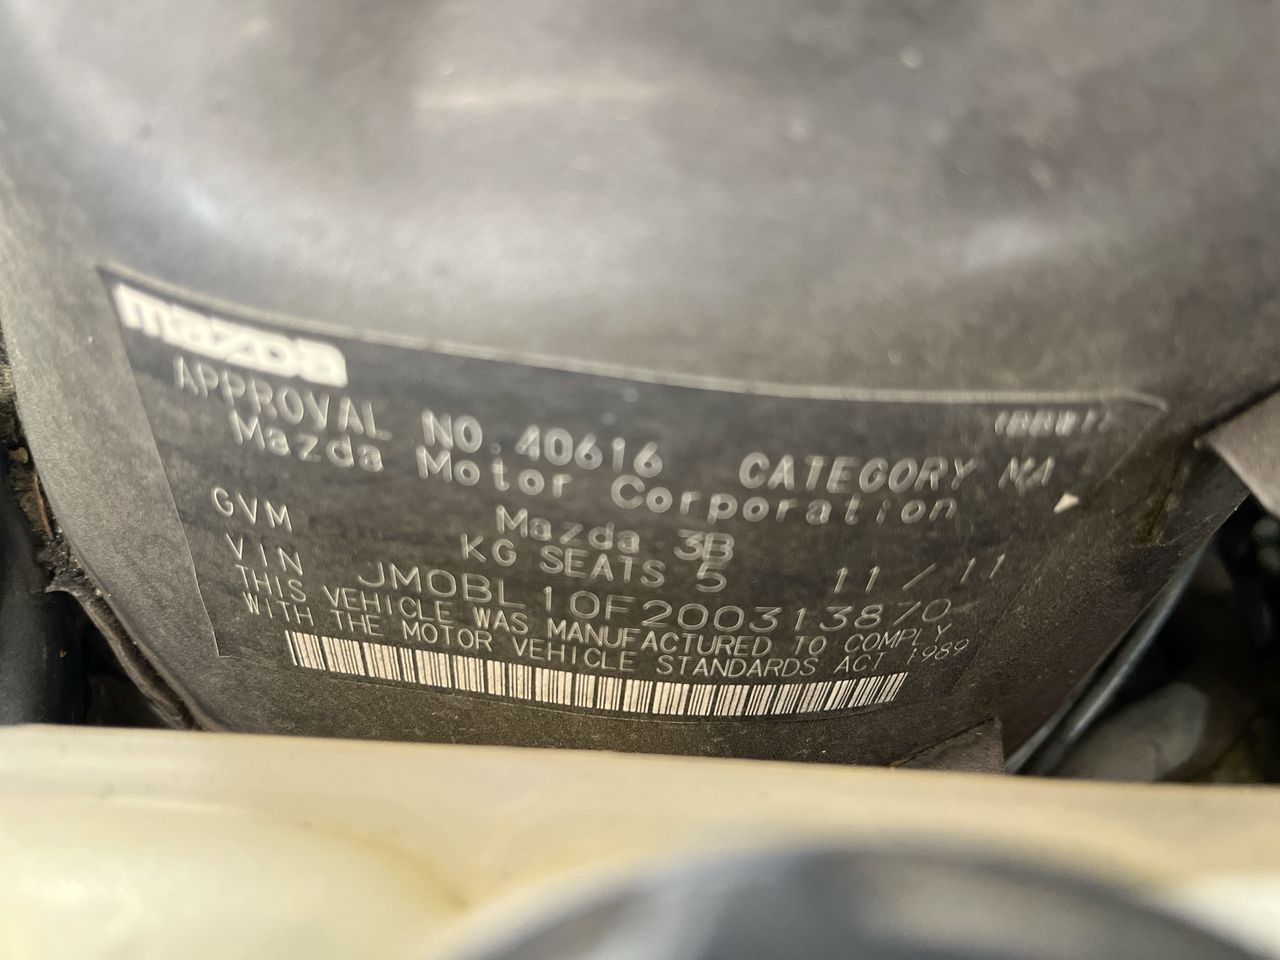 mazda
APPROVAL NO.40616 CATEGORY MA
Mazda Motor Corporation
Mazda 3B
GVM KG SEATS 5 11/11
VIN JM0BL10F200313870
THIS VEHICLE WAS MANUFACTURED TO COMPLY
WITH THE MOTOR VEHICLE STANDARDS ACT 1989